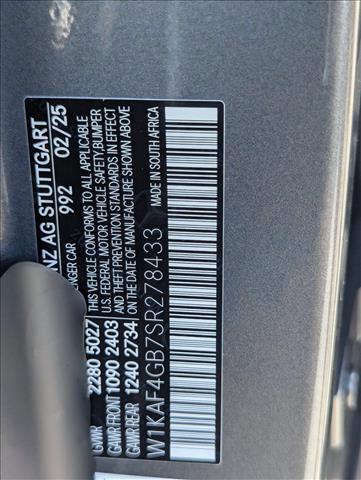 NZ AG STUTTGART
ENGER CAR 992 02/25
GVWR 2280 5027
GAWR FRONT 1090 2403
GAWR REAR 1240 2734
THIS VEHICLE CONFORMS TO ALL APPLICABLE
U.S. FEDERAL MOTOR VEHICLE SAFETY,BUMPER
AND THEFT PREVENTION STANDARDS IN EFFECT
ON THE DATE OF MANUFACTURE SHOWN ABOVE
MADE IN SOUTH AFRICA
W1KAF4GB7SR278433